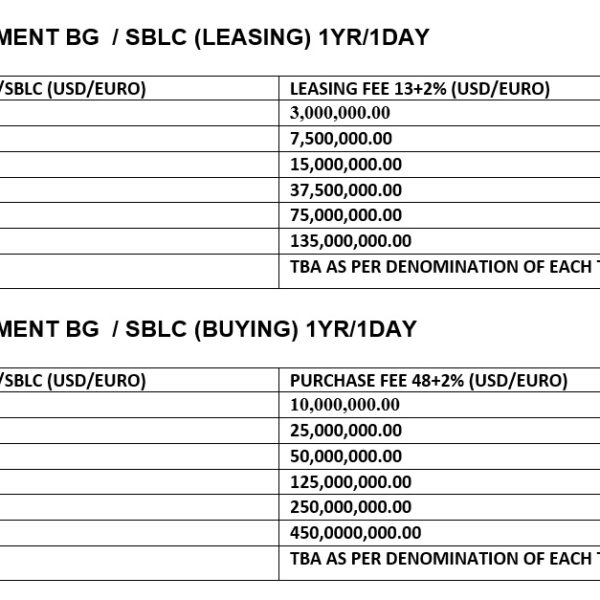 MENT BG / SBLC (LEASING) 1YR/1DAY
/SBLC (USD/EURO) LEASING FEE 13+2% (USD/EURO)
3,000,000.00
7,500,000.00
15,000,000.00
37,500,000.00
75,000,000.00
135,000,000.00
TBA AS PER DENOMINATION OF EACH T
MENT BG / SBLC (BUYING) 1YR/1DAY
/SBLC (USD/EURO) PURCHASE FEE 48+2% (USD/EURO)
10,000,000.00
25,000,000.00
50,000,000.00
125,000,000.00
250,000,000.00
450,0000,000.00
TBA AS PER DENOMINATION OF EACH T